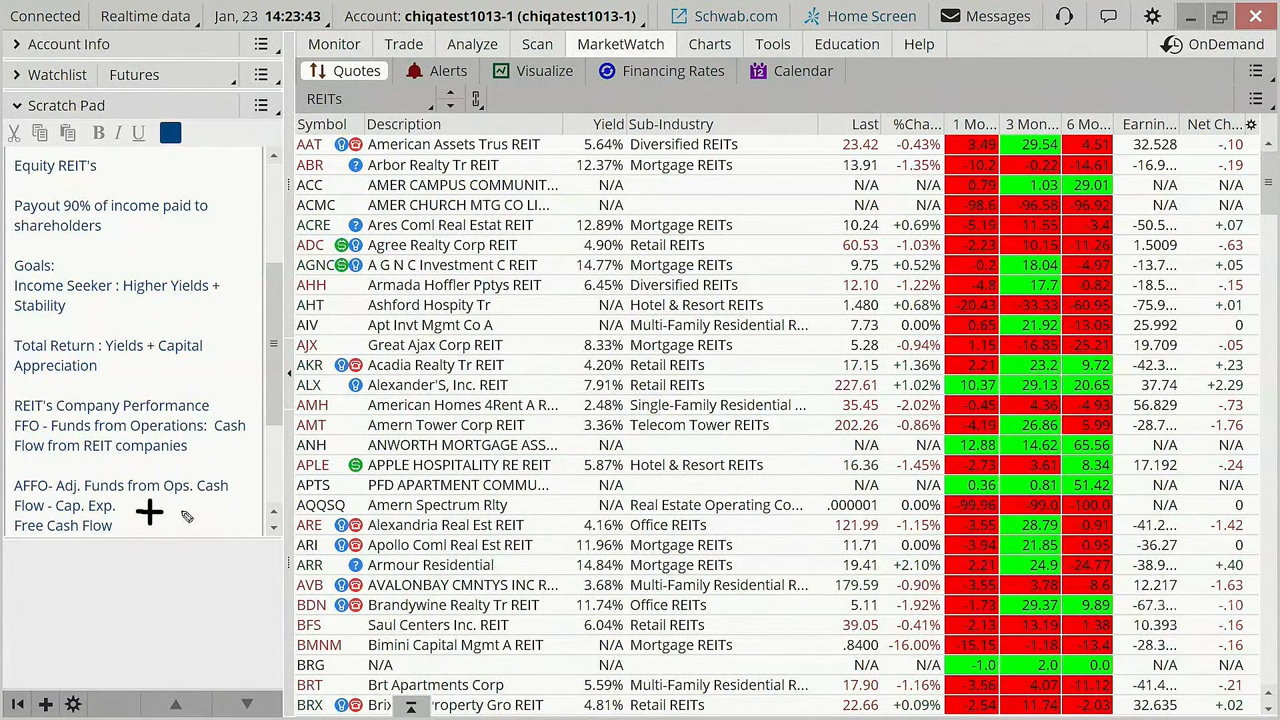 Connected Realtime data Jan, 23 14:23:43 Account: chiqatest1013-1 (chiqatest1013-1) Schwab.com Home Screen Messages
Account Info
Monitor Trade Analyze Scan MarketWatch Charts Tools Education Help OnDemand
Watchlist Futures
Quotes Alerts Visualize Financing Rates Calendar
Scratch Pad
REITs
B I U
Equity REIT's
Payout 90% of income paid to
shareholders
Goals:
Income Seeker : Higher Yields +
Stability
Total Return : Yields + Capital
Appreciation
REIT's Company Performance
FFO - Funds from Operations: Cash
Flow from REIT companies
AFFO- Adj. Funds from Ops. Cash
Flow - Cap. Exp.
Free Cash Flow
Symbol Description Yield Sub-Industry Last %Cha... 1 Mo... 3 Mon... 6 Mo... Earnin... Net Ch...
AAT American Assets Trus REIT 5.64% Diversified REITs 23.42 -0.43% 3.49 29.54 4.51 32.528 -.10
ABR Arbor Realty Tr REIT 12.37% Mortgage REITs 13.91 -1.35% -10.2 -0.22 -14.61 -16.9... -.19
ACC AMER CAMPUS COMMUNIT... N/A N/A N/A 0.79 1.03 29.01 N/A N/A
ACMC AMER CHURCH MTG CO LI... N/A N/A N/A -98.6 -96.58 -96.92 N/A N/A
ACRE Ares Coml Real Estat REIT 12.89% Mortgage REITs 10.24 +0.69% -5.19 11.55 -3.4 -50.5... +.07
ADC Agree Realty Corp REIT 4.90% Retail REITs 60.53 -1.03% -2.23 10.15 -11.26 1.5009 -.63
AGNC A G N C Investment C REIT 14.77% Mortgage REITs 9.75 +0.52% -0.2 18.04 -4.97 -13.7... +.05
AHH Armada Hoffler Pptys REIT 6.45% Diversified REITs 12.10 -1.22% -4.8 17.7 -0.82 -18.5... -.15
AHT Ashford Hospity Tr N/A Hotel & Resort REITs 1.480 +0.68% -20.43 -33.33 -60.95 -75.9... +.01
AIV Apt Invt Mgmt Co A N/A Multi-Family Residential R... 7.73 0.00% 0.65 21.92 -13.05 25.992 0
AJX Great Ajax Corp REIT 8.33% Mortgage REITs 5.28 -0.94% 1.15 -16.85 -25.21 19.709 -.05
AKR Acadia Realty Tr REIT 4.20% Retail REITs 17.15 +1.36% 2.21 23.2 9.72 -42.3... +.23
ALX Alexander'S, Inc. REIT 7.91% Retail REITs 227.61 +1.02% 10.37 29.13 20.65 37.74 +2.29
AMH American Homes 4Rent A R... 2.48% Single-Family Residential ... 35.45 -2.02% -0.45 4.36 -4.93 56.829 -.73
AMT Amern Tower Corp REIT 3.36% Telecom Tower REITs 202.26 -0.86% -4.19 26.86 5.99 -28.7... -1.76
ANH ANWORTH MORTGAGE ASS... N/A N/A N/A 12.88 14.62 65.56 N/A N/A
APLE APPLE HOSPITALITY RE REIT 5.87% Hotel & Resort REITs 16.36 -1.45% -2.73 3.61 8.34 17.192 -.24
APTS PFD APARTMENT COMMU... N/A N/A N/A 0.36 0.81 51.42 N/A N/A
AQQSQ American Spectrum Rlty N/A Real Estate Operating Co... .000001 0.00% -99.96 -99.0 -100.0 N/A 0
ARE Alexandria Real Est REIT 4.16% Office REITs 121.99 -1.15% -3.55 28.79 0.91 -41.2... -1.42
ARI Apollo Coml Real Est REIT 11.96% Mortgage REITs 11.71 0.00% -3.94 21.85 0.95 -36.27 0
ARR Armour Residential 14.84% Mortgage REITs 19.41 +2.10% 2.21 24.9 -24.77 -38.9... +.40
AVB AVALONBAY CMNTYS INC R... 3.68% Multi-Family Residential R... 179.59 -0.90% -3.55 3.78 -8.6 12.217 -1.63
BDN Brandywine Realty Tr REIT 11.74% Office REITs 5.11 -1.92% -1.73 29.37 9.89 -67.3... -.10
BFS Saul Centers Inc. REIT 6.04% Retail REITs 39.05 -0.41% -2.13 13.19 1.38 10.393 -.16
BMNM Bimini Capital Mgmt A REIT N/A Mortgage REITs .8400 -16.00% -15.15 -1.18 -13.4 -28.3... -.16
BRG N/A N/A N/A N/A -1.0 2.0 0.0 N/A N/A
BRT Brt Apartments Corp 5.59% Multi-Family Residential R... 17.90 -1.16% -3.56 4.07 -11.12 -41.4... -.21
BRX Brix roperty Gro REIT 4.81% Retail REITs 22.66 +0.09% -2.54 11.74 -2.03 32.635 +.02